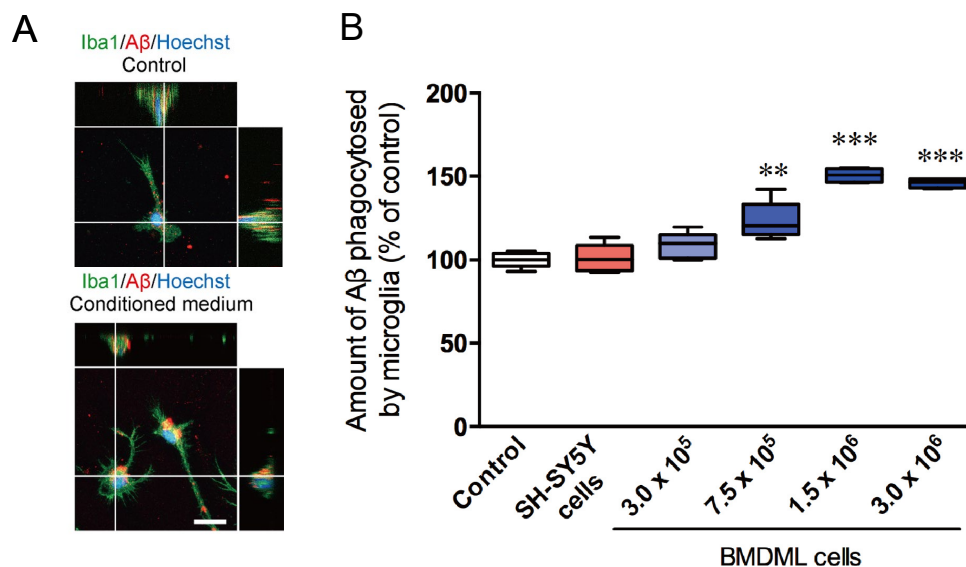 A
Iba1/Aβ/Hoechst
Control
Iba1/Aβ/Hoechst
Conditioned medium
B
Amount of Aβ phagocytosed
by microglia (% of control)
200
150
100
50
0
**
***
***
Control
SH-SY5Y
cells
3.0 x 10⁵
7.5 x 10⁵
1.5 x 10⁶
3.0 x 10⁶
BMDML cells